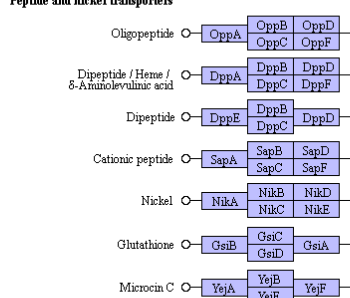 Peptide and nickel transporters
Oligopeptide OppA OppB OppD
OppC OppF
Dipeptide / Heme /
δ-Aminolevulinic acid DppA DppB DppD
DppC DppF
Dipeptide DppE DppB DppD
DppC
Cationic peptide SapA SapB SapD
SapC SapF
Nickel NikA NikB NikD
NikC NikE
Glutathione GsiB GsiC GsiA
GsiD
Microcin C YejA YejB YejF
YejE